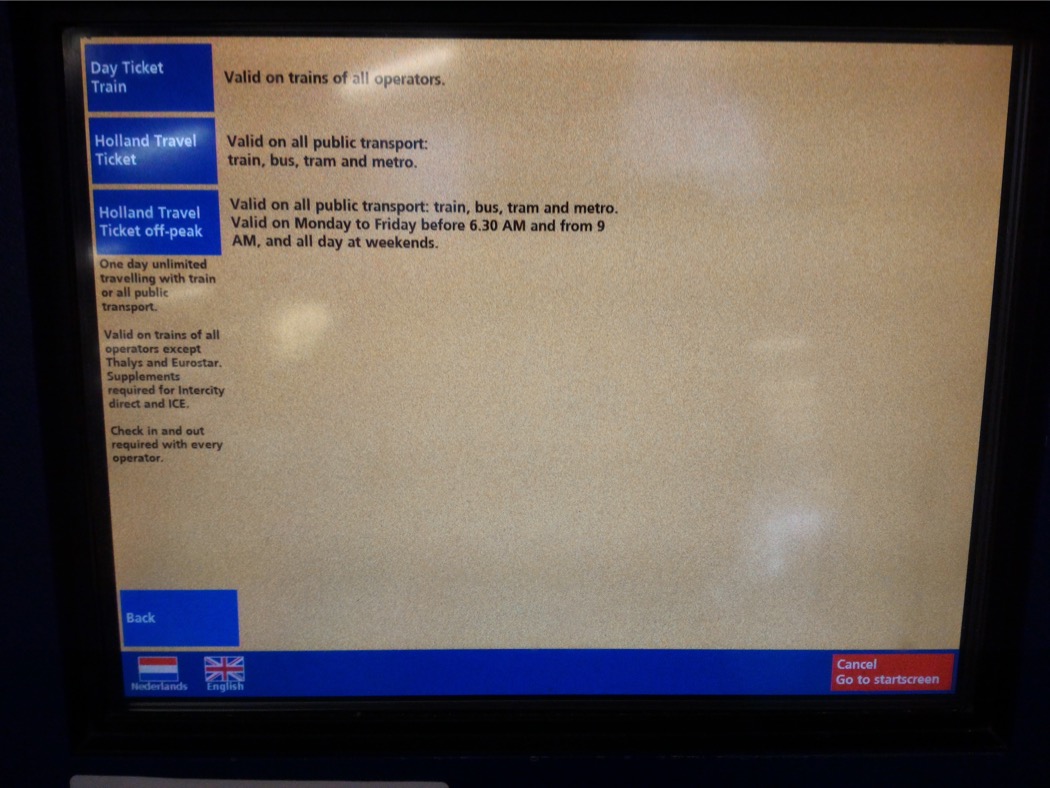 Day Ticket
Train
Valid on trains of all operators.
Holland Travel
Ticket
Valid on all public transport:
train, bus, tram and metro.
Holland Travel
Ticket off-peak
Valid on all public transport: train, bus, tram and metro.
Valid on Monday to Friday before 6.30 AM and from 9
AM, and all day at weekends.
One day unlimited
travelling with train
or all public
transport.
Valid on trains of all
operators except
Thalys and Eurostar.
Supplements
required for Intercity
direct and ICE.
Check in and out
required with every
operator.
Back
Nederlands
English
Cancel
Go to startscreen